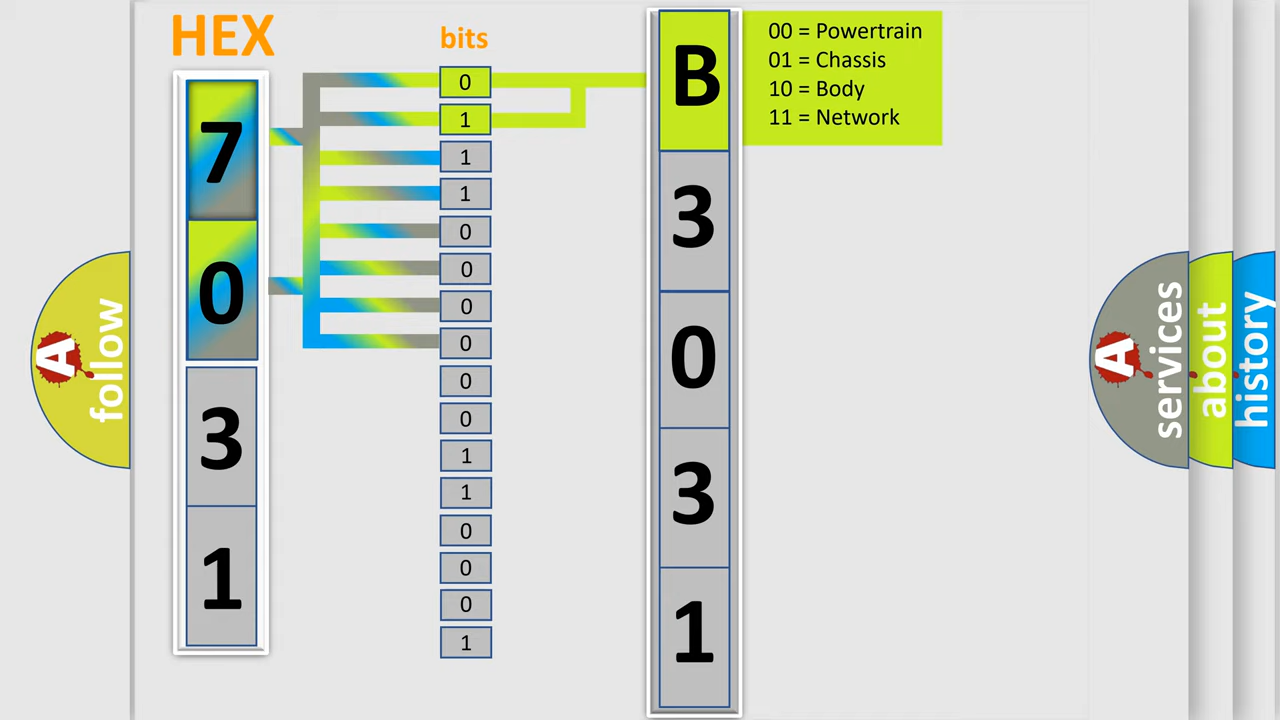 HEX
bits
7
0
3
1
0
1
1
1
0
0
0
0
0
0
1
1
0
0
0
1
B
3
0
3
1
00 = Powertrain
01 = Chassis
10 = Body
11 = Network
A
follow
A
services
about
history